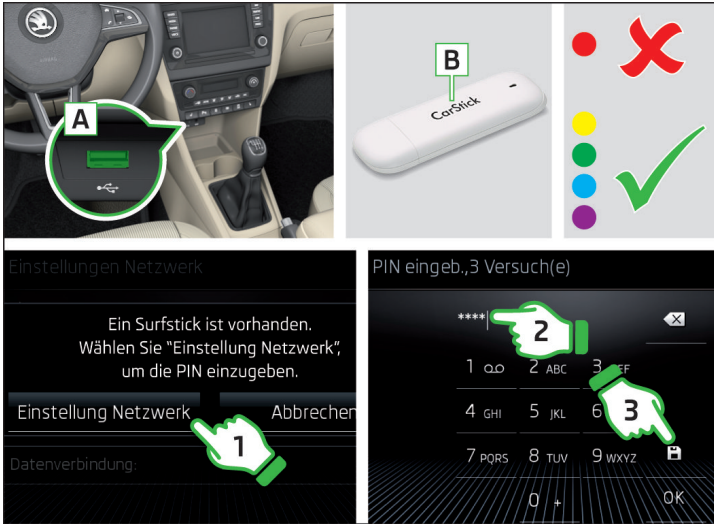 A
B
CarStick
Einstellungen Netzwerk
Ein Surfstick ist vorhanden.
Wählen Sie "Einstellung Netzwerk",
um die PIN einzugeben.
Einstellung Netzwerk
Abbrechen
1
Datenverbindung:
PIN eingeb.,3 Versuch(e)
****
2
1
2 ABC
3
3
4 GHI
5 JKL
6
7 PQRS
8 TUV
9 WXYZ
0 +
OK